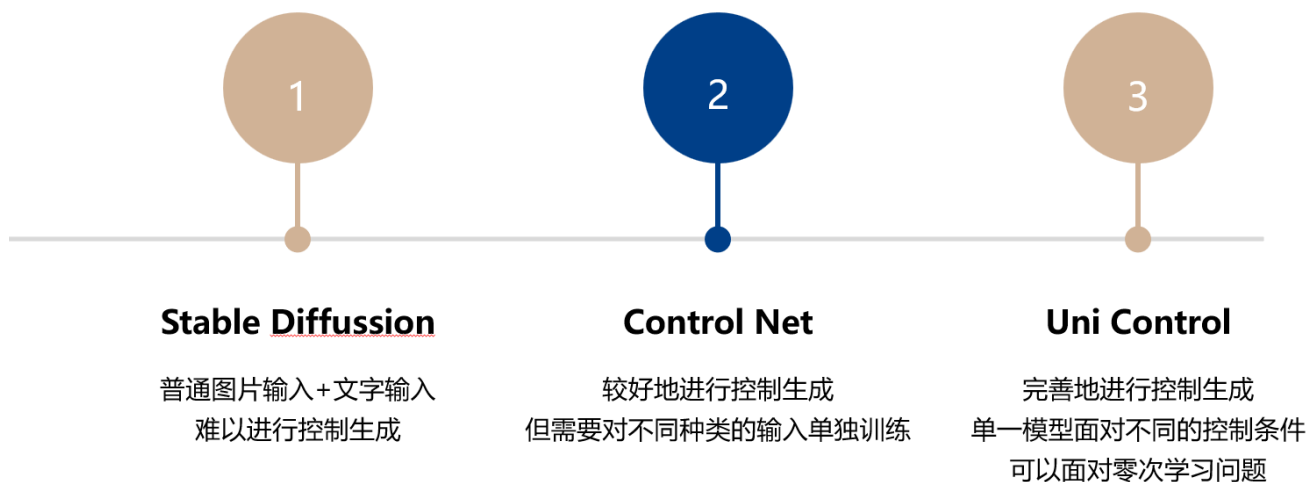 1
2
3
Stable Diffussion
普通图片输入+文字输入
难以进行控制生成
Control Net
较好地进行控制生成
但需要对不同种类的输入单独训练
Uni Control
完善地进行控制生成
单一模型面对不同的控制条件
可以面对零次学习问题